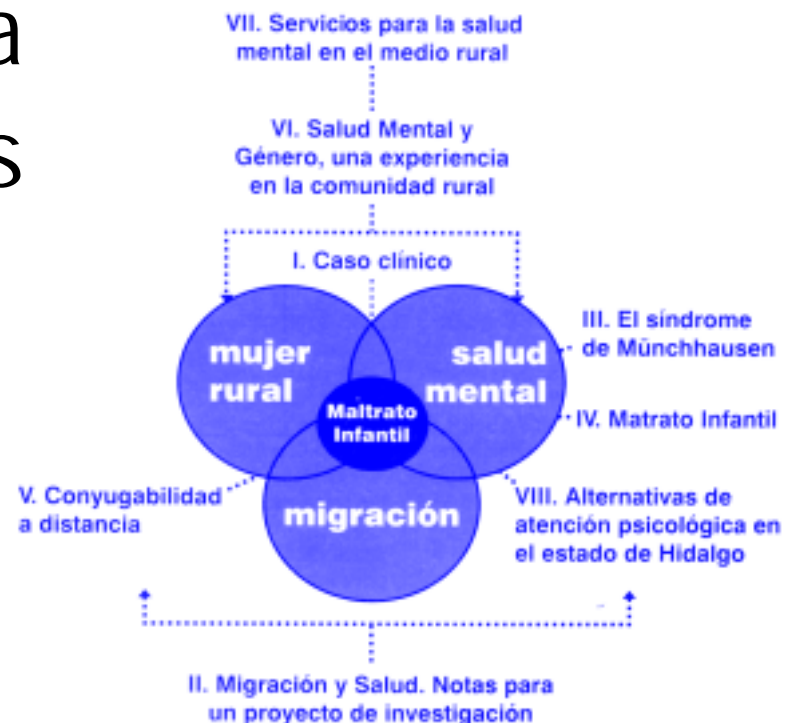 a
s
VII. Servicios para la salud
mental en el medio rural
VI. Salud Mental y
Género, una experiencia
en la comunidad rural
I. Caso clínico
mujer
rural
salud
mental
Maltrato
Infantil
migración
III. El síndrome
de Münchhausen
IV. Matrato Infantil
V. Conyugabilidad
a distancia
VIII. Alternativas de
atención psicológica en
el estado de Hidalgo
II. Migración y Salud. Notas para
un proyecto de investigación